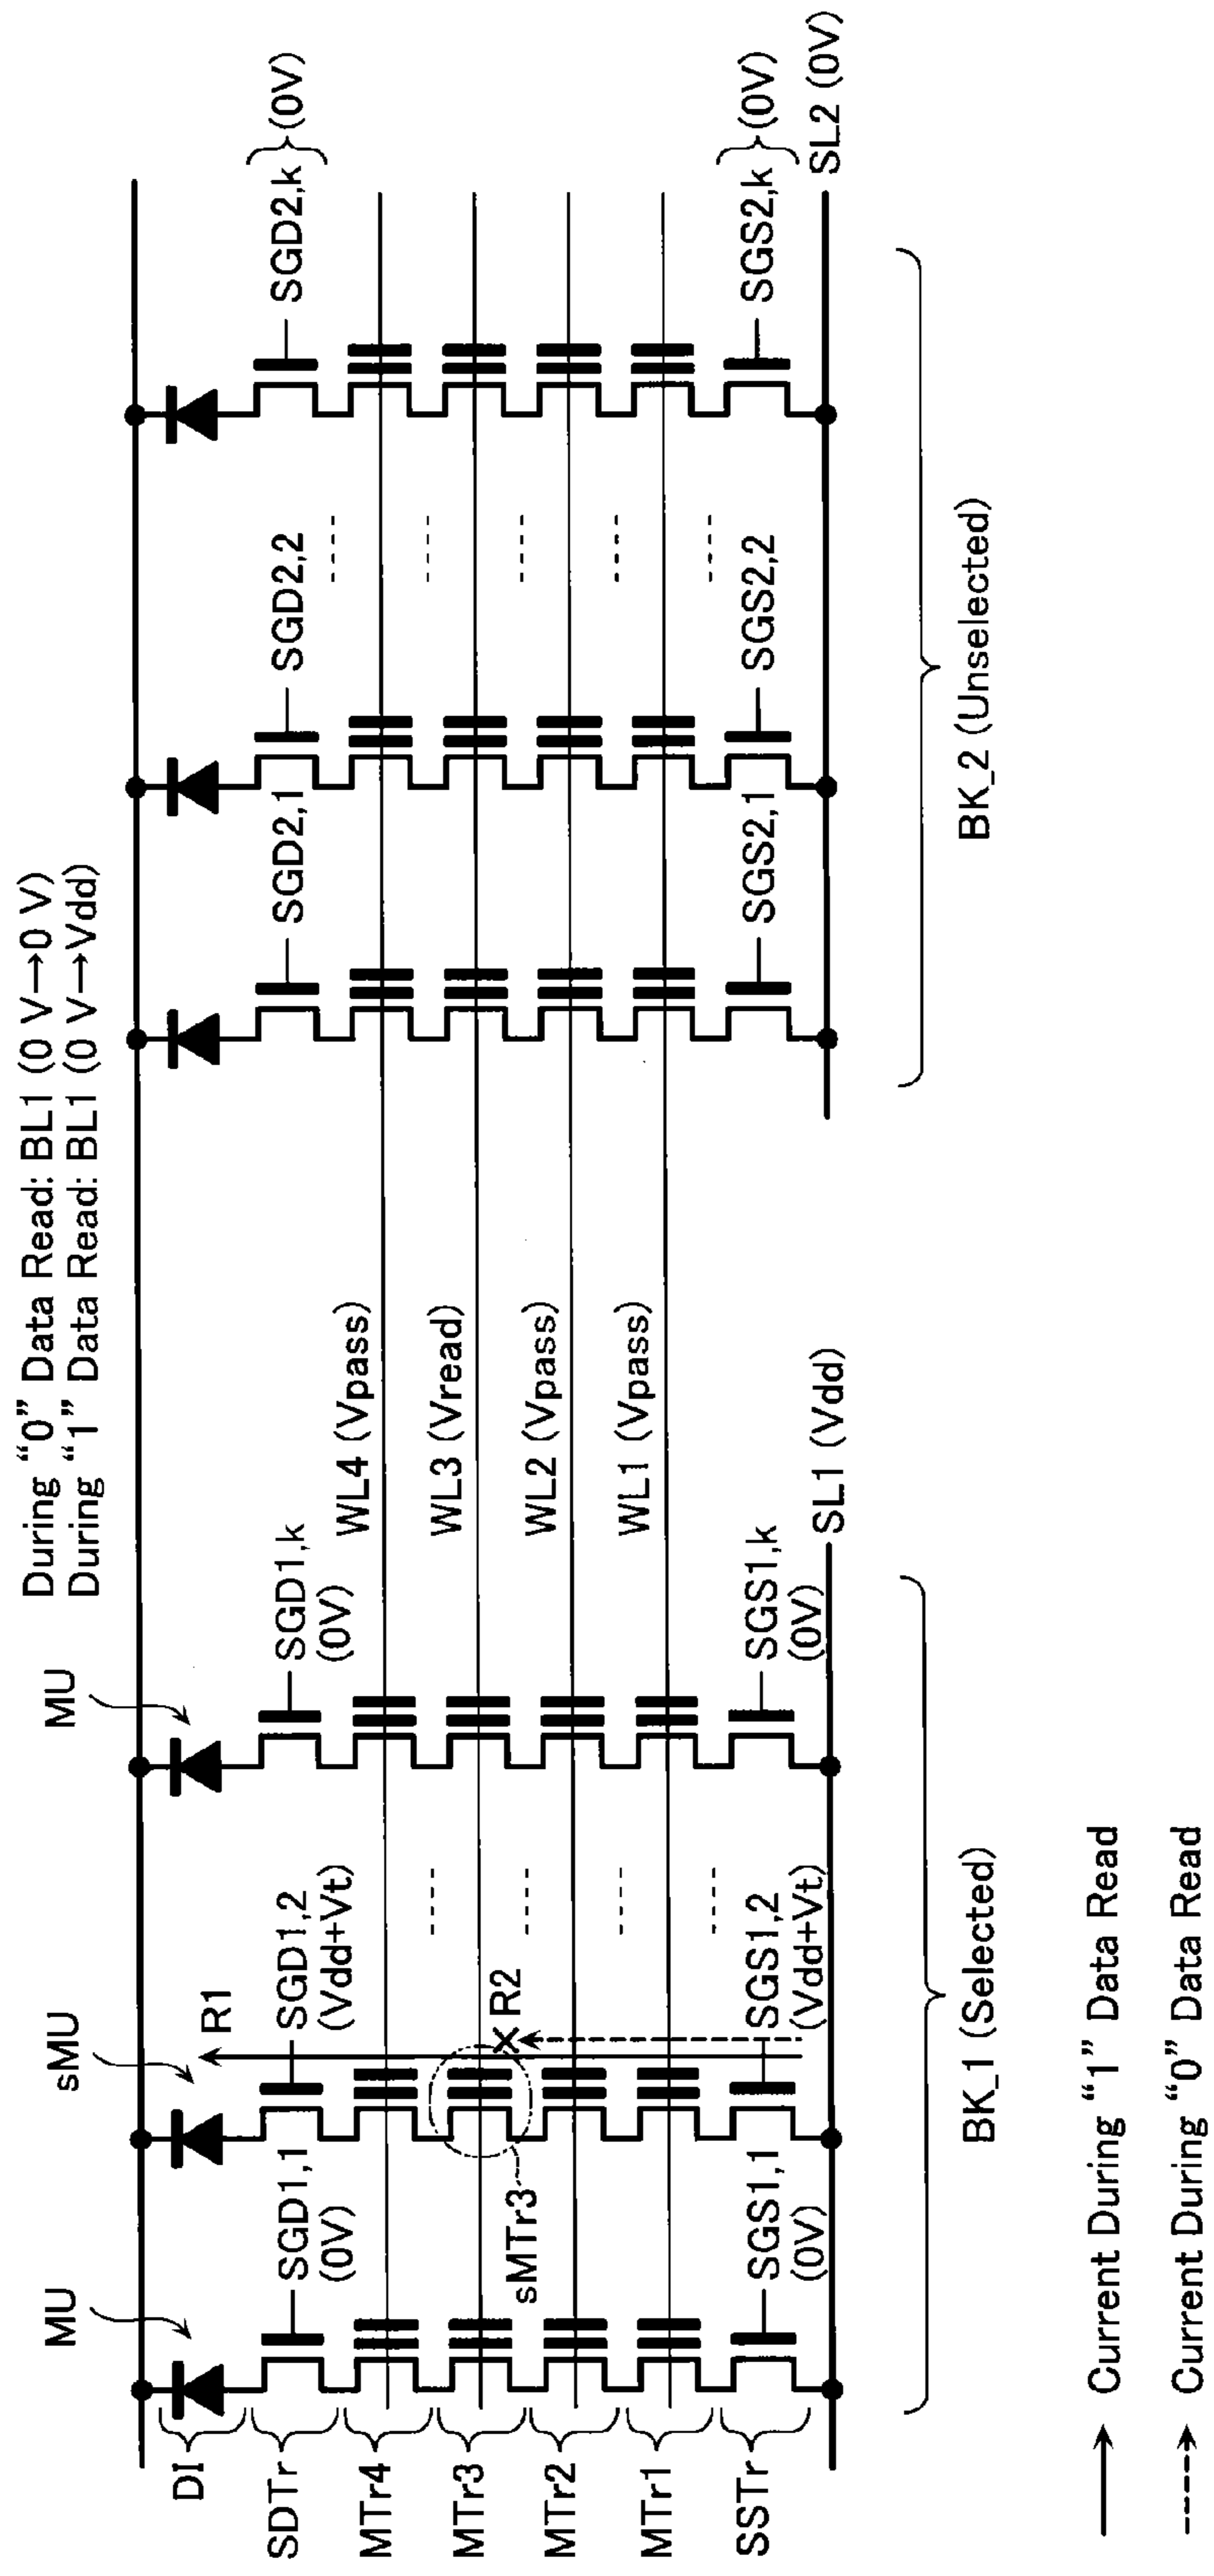 During “0” Data Read: BL1 (0 V→0 V)
During “1” Data Read: BL1 (0 V→Vdd)
MU
sMU
MU
DI
SDTr
MTr4
MTr3
MTr2
MTr1
SSTr
SGD1,1
(0V)
SGD1,2
(Vdd+Vt)
SGD1,k
(0V)
SGD2,1
SGD2,2
SGD2,k
(0V)
R1
R2
sMTr3
WL4 (Vpass)
WL3 (Vread)
WL2 (Vpass)
WL1 (Vpass)
SGS1,1
(0V)
SGS1,2
(Vdd+Vt)
SGS1,k
(0V)
SGS2,1
SGS2,2
SGS2,k
(0V)
SL1 (Vdd)
SL2 (0V)
BK_1 (Selected)
BK_2 (Unselected)
Current During “1” Data Read
Current During “0” Data Read